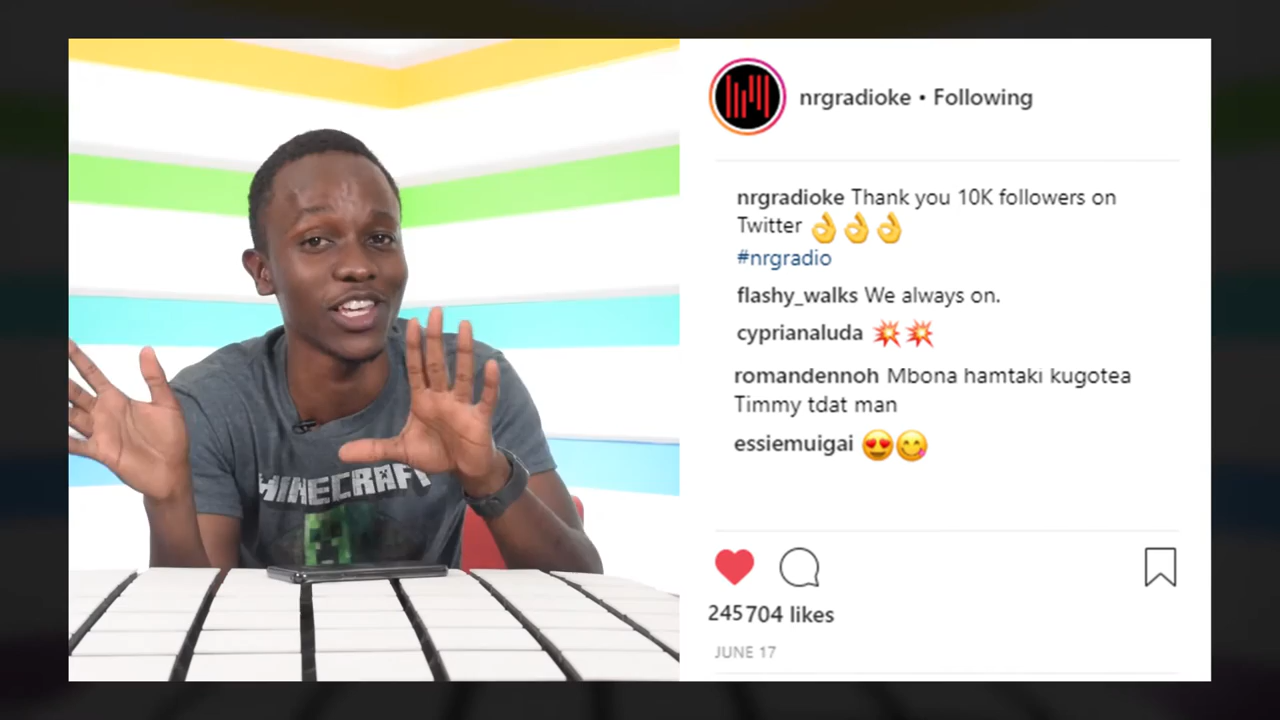 nrgradioke • Following
nrgradioke Thank you 10K followers on
Twitter 👌👌👌
#nrgradio
flashy_walks We always on.
cyprianaluda 💥💥
romandennoh Mbona hamtaki kugotea
Timmy tdat man
essiemuigai 😍😋
MINECRAFT
245704 likes
JUNE 17